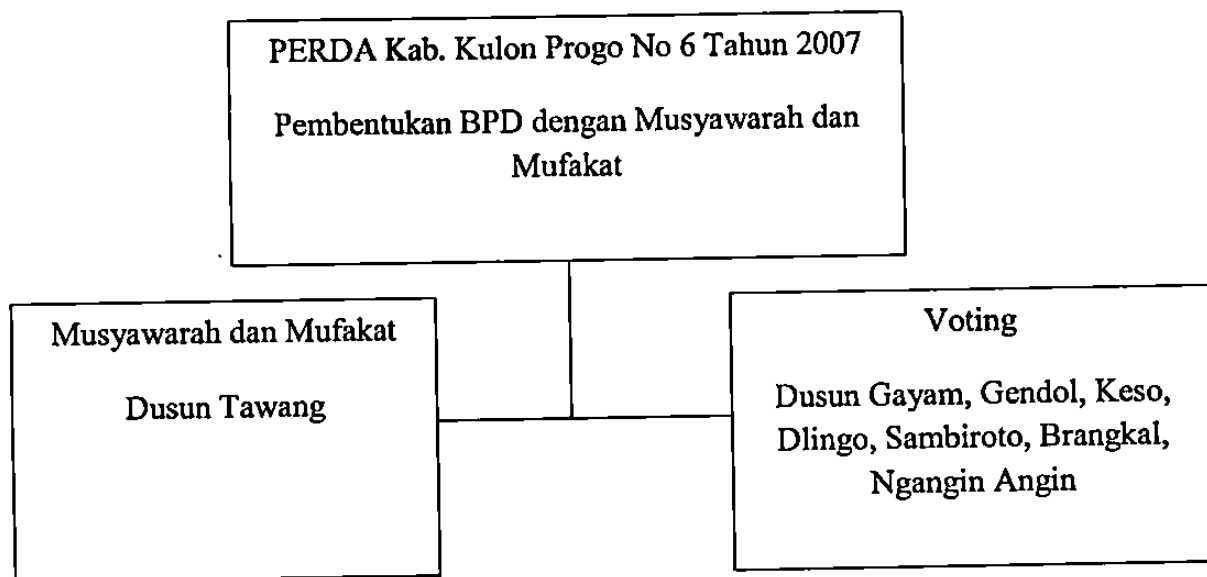 PERDA Kab. Kulon Progo No 6 Tahun 2007
Pembentukan BPD dengan Musyawarah dan
Mufakat
Musyawarah dan Mufakat
Dusun Tawang
Voting
Dusun Gayam, Gendol, Keso,
Dlingo, Sambiroto, Brangkal,
Ngangin Angin